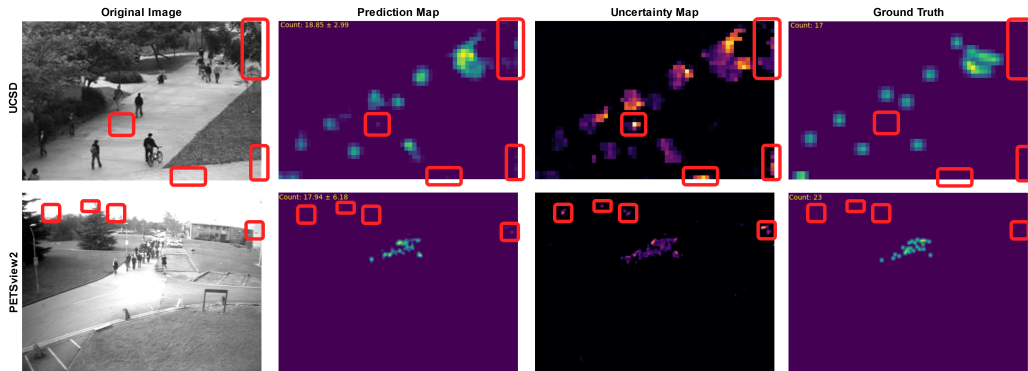 Original Image Prediction Map Uncertainty Map Ground Truth
UCSD
Count: 18.85 ± 2.99
Count: 17
PETSview2
Count: 17.94 ± 6.18
Count: 23